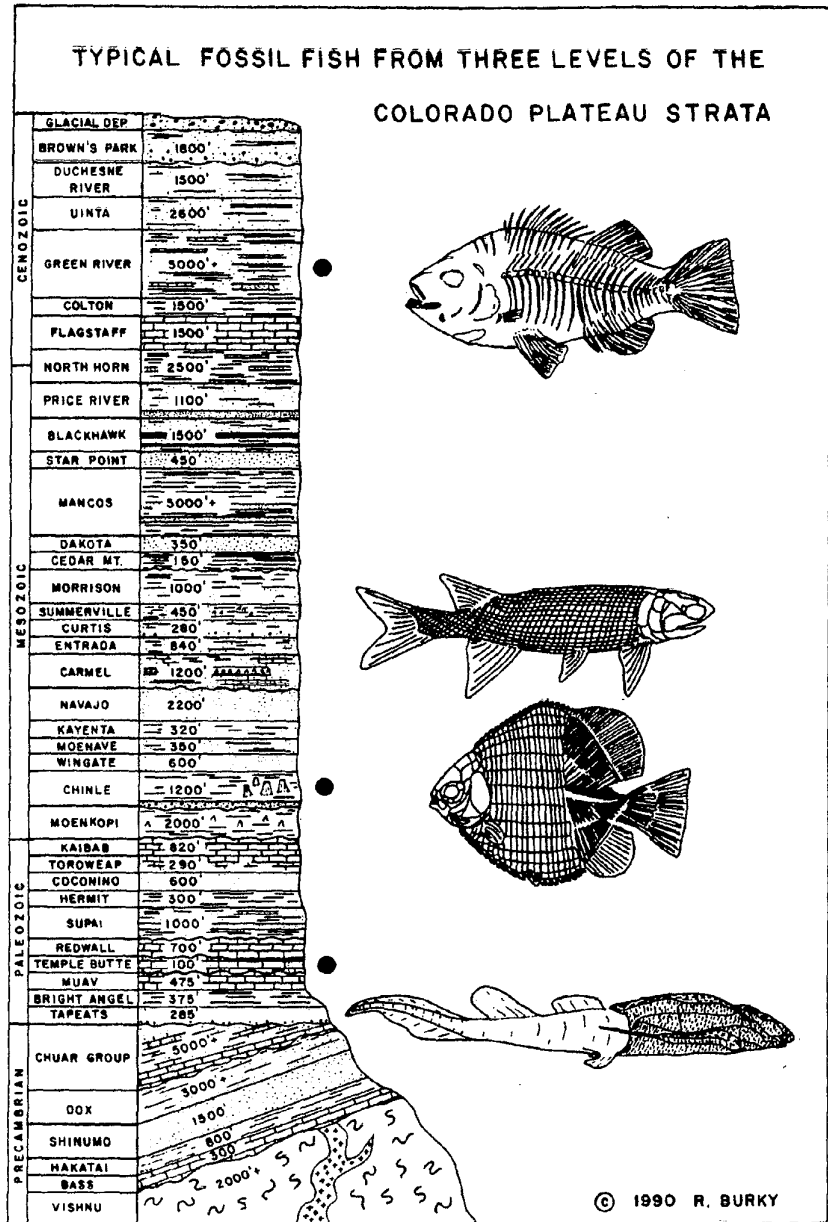 TYPICAL FOSSIL FISH FROM THREE LEVELS OF THE
COLORADO PLATEAU STRATA
CENOZOIC
GLACIAL DEP.
BROWN'S PARK 1800'
DUCHESNE
RIVER
1500'
UINTA 2600'
GREEN RIVER 5000'+
COLTON 1500'
FLAGSTAFF 1500'
NORTH HORN 2500'
MESOZOIC
PRICE RIVER 1100'
BLACKHAWK 1500'
STAR POINT 450'
MANCOS 5000'+
DAKOTA 350'
CEDAR MT. 150'
MORRISON 1000'
SUMMERVILLE 450'
CURTIS 280'
ENTRADA 840'
CARMEL 1200'
NAVAJO 2200'
KAYENTA 320'
MOENAVE 350'
WINGATE 600'
CHINLE 1200'
MOENKOPI 2000'
PALEOZOIC
KAIBAB 820'
TOROWEAP 290'
COCONINO 600'
HERMIT 300'
SUPAI 1000'
REDWALL 700'
TEMPLE BUTTE 100'
MUAV 475'
BRIGHT ANGEL 375'
TAPEATS 285'
PRECAMBRIAN
CHUAR GROUP 5000'+
3000'+
DOX 1500'
SHINUMO 800'
HAKATAI 300'
BASS
VISHNU 2000'+
© 1990 R. BURKY